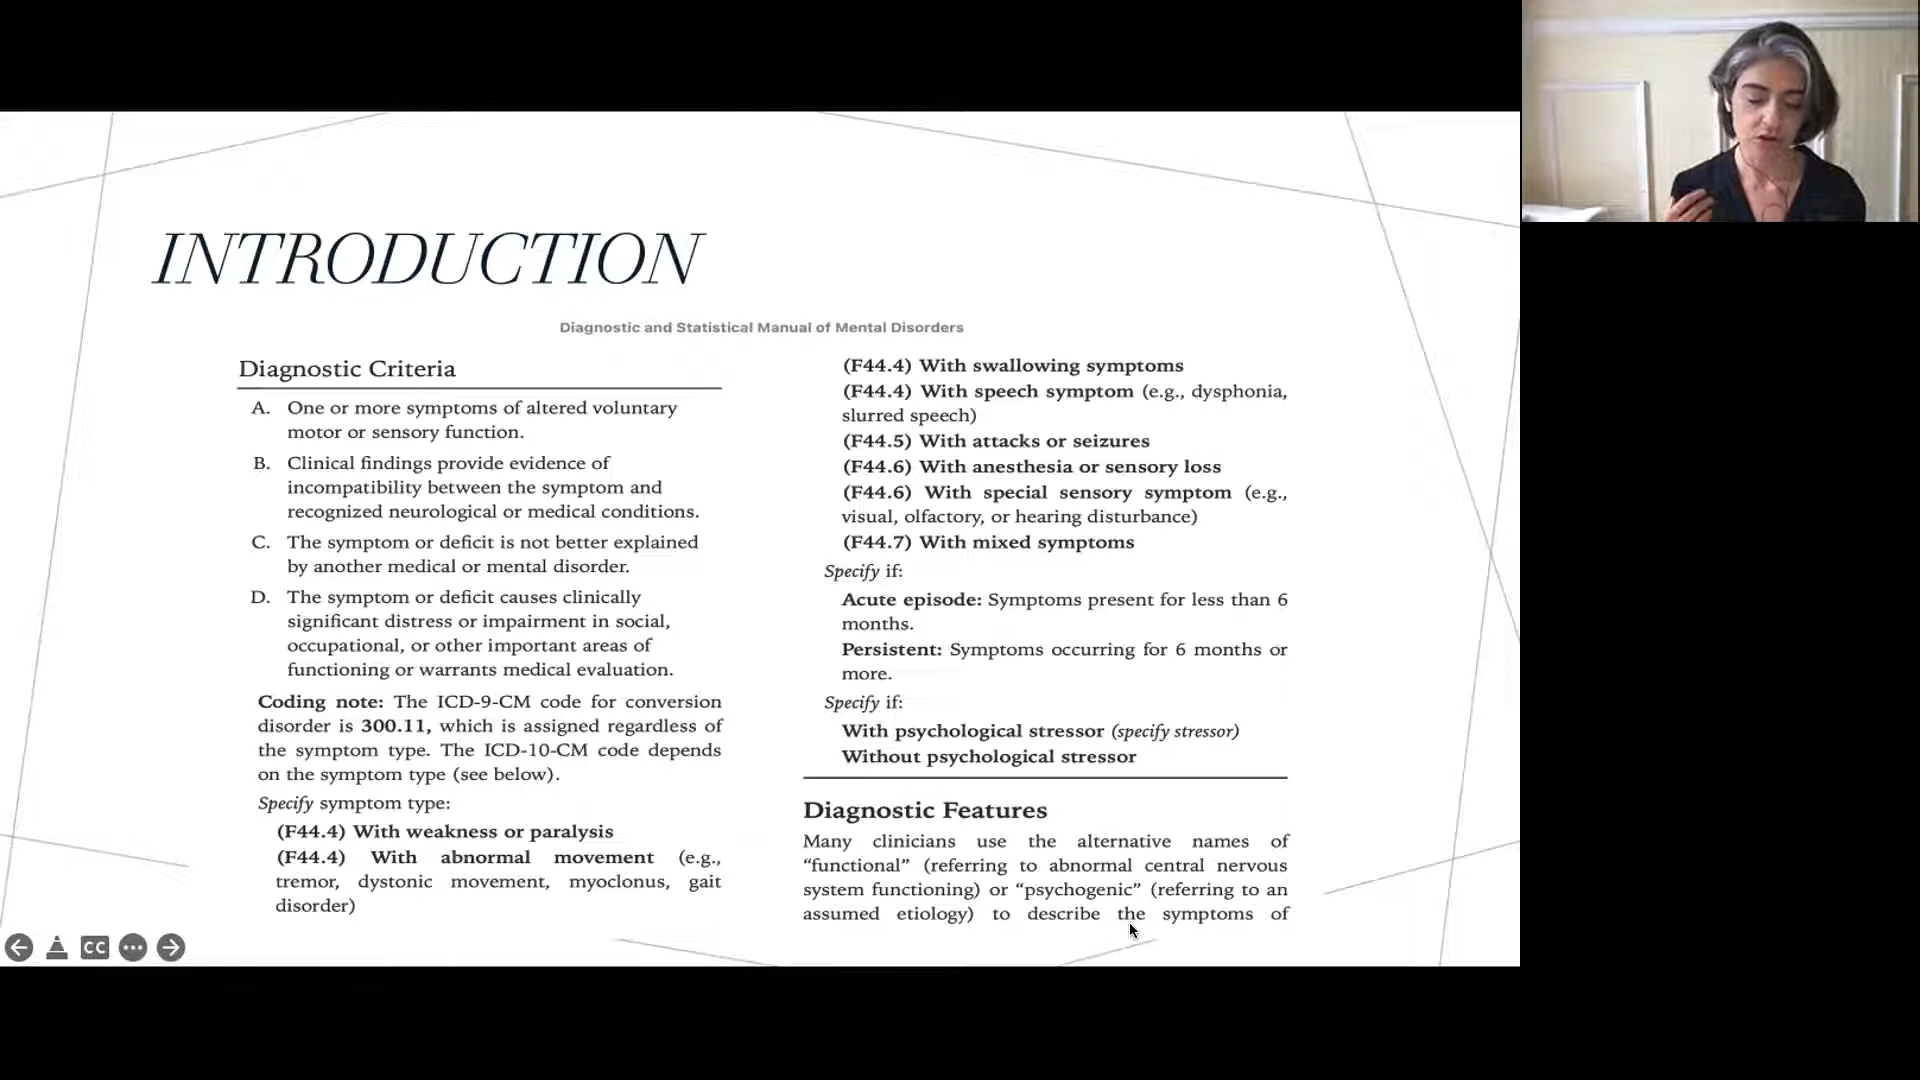 INTRODUCTION
Diagnostic and Statistical Manual of Mental Disorders
Diagnostic Criteria
A. One or more symptoms of altered voluntary
motor or sensory function.
B. Clinical findings provide evidence of
incompatibility between the symptom and
recognized neurological or medical conditions.
C. The symptom or deficit is not better explained
by another medical or mental disorder.
D. The symptom or deficit causes clinically
significant distress or impairment in social,
occupational, or other important areas of
functioning or warrants medical evaluation.
Coding note: The ICD-9-CM code for conversion
disorder is 300.11, which is assigned regardless of
the symptom type. The ICD-10-CM code depends
on the symptom type (see below).
Specify symptom type:
(F44.4) With weakness or paralysis
(F44.4) With abnormal movement (e.g.,
tremor, dystonic movement, myoclonus, gait
disorder)
(F44.4) With swallowing symptoms
(F44.4) With speech symptom (e.g., dysphonia,
slurred speech)
(F44.5) With attacks or seizures
(F44.6) With anesthesia or sensory loss
(F44.6) With special sensory symptom (e.g.,
visual, olfactory, or hearing disturbance)
(F44.7) With mixed symptoms
Specify if:
Acute episode: Symptoms present for less than 6
months.
Persistent: Symptoms occurring for 6 months or
more.
Specify if:
With psychological stressor (specify stressor)
Without psychological stressor
Diagnostic Features
Many clinicians use the alternative names of
“functional” (referring to abnormal central nervous
system functioning) or “psychogenic” (referring to an
assumed etiology) to describe the symptoms of
CC